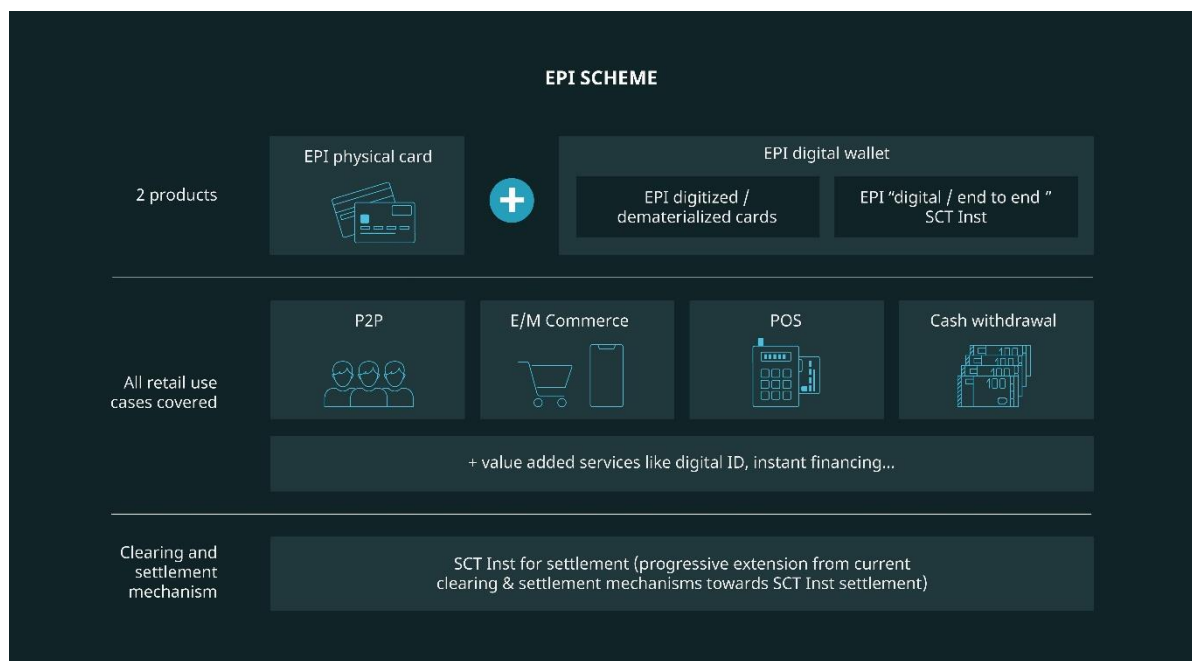 EPI SCHEME
2 products
EPI physical card
EPI digital wallet
EPI digitized /
dematerialized cards
EPI “digital / end to end ”
SCT Inst
All retail use
cases covered
P2P
E/M Commerce
POS
Cash withdrawal
100
100
+ value added services like digital ID, instant financing...
Clearing and
settlement
mechanism
SCT Inst for settlement (progressive extension from current
clearing & settlement mechanisms towards SCT Inst settlement)